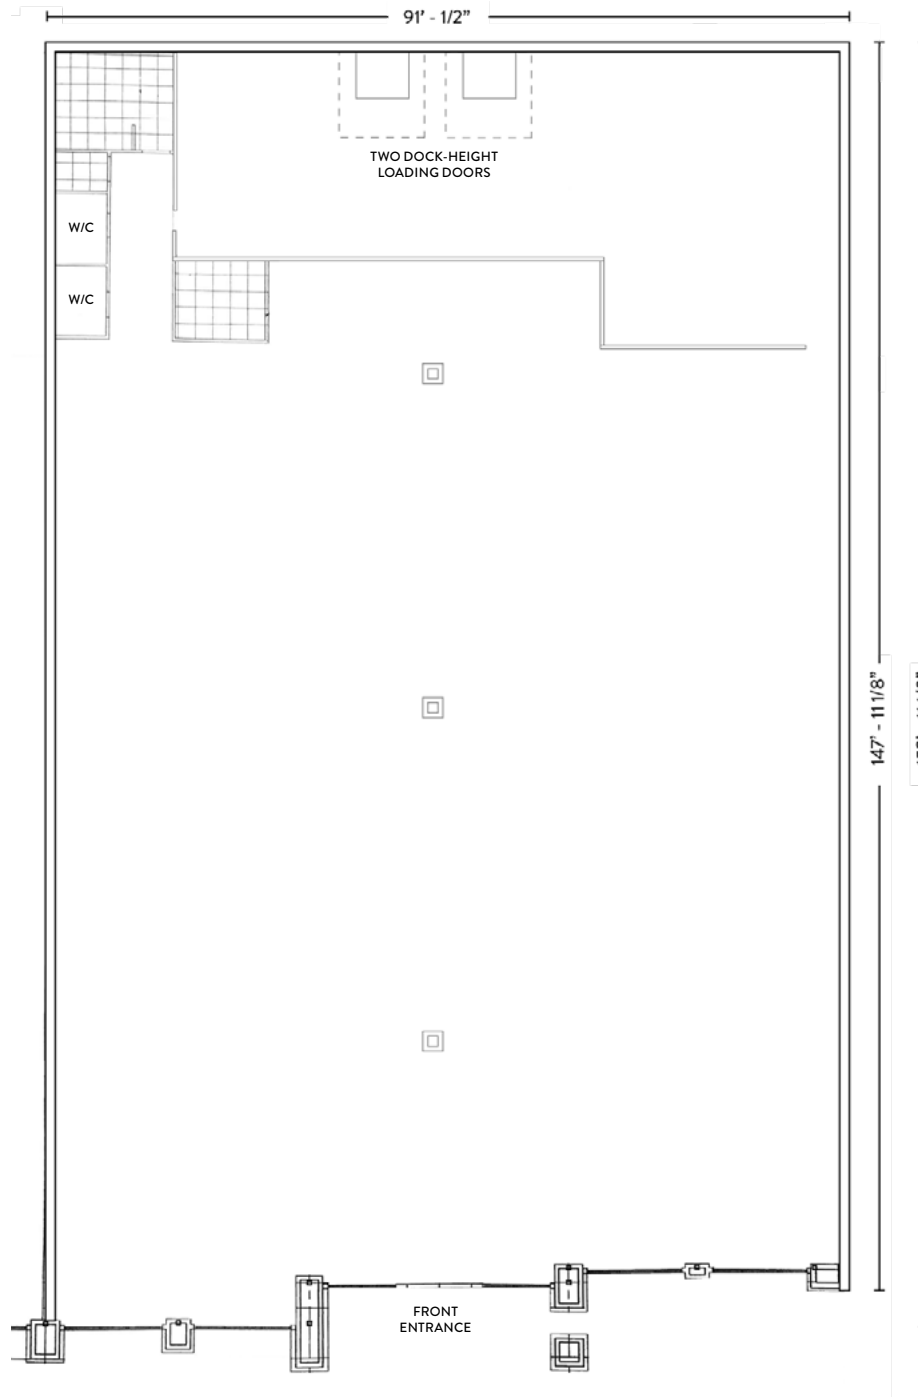 91' - 1/2"
TWO DOCK-HEIGHT
LOADING DOORS
W/C
W/C
147' - 11 1/8"
FRONT
ENTRANCE